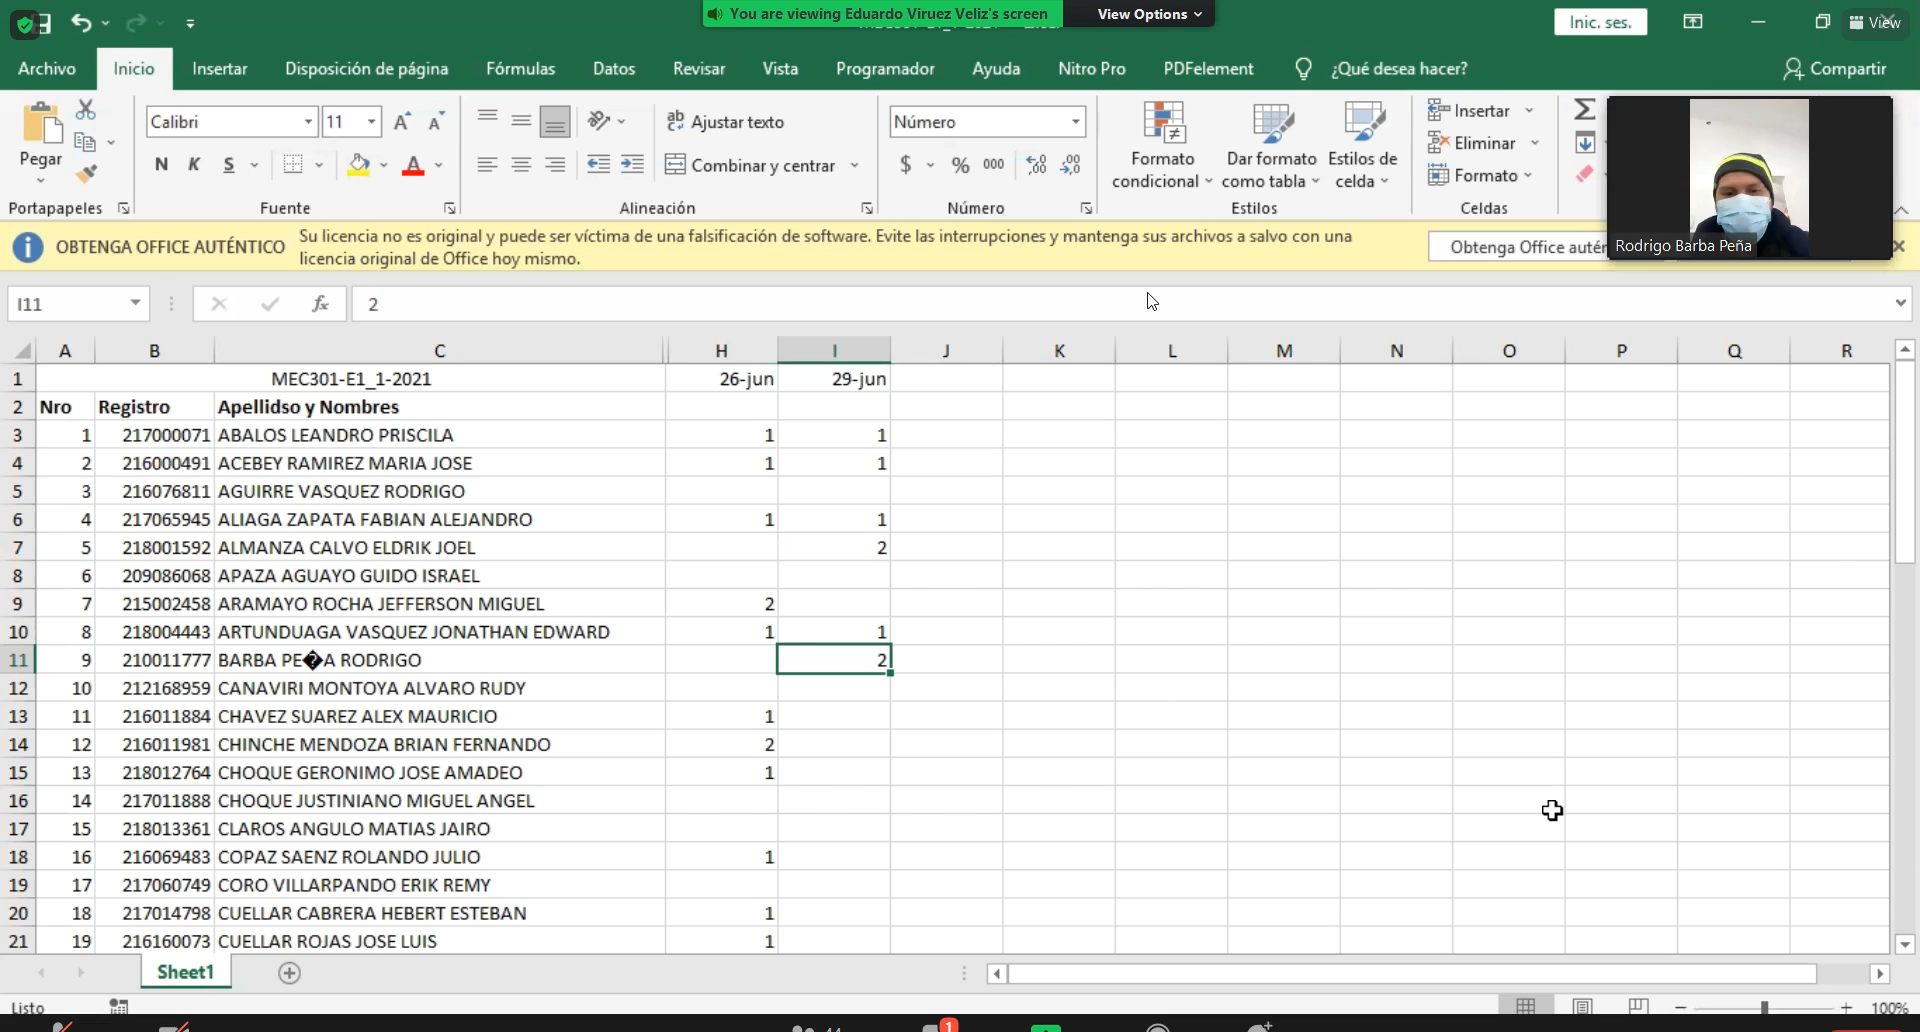 You are viewing Eduardo Viruez Veliz's screen
View Options
Inic. ses.
View
Archivo Inicio Insertar Disposición de página Fórmulas Datos Revisar Vista Programador Ayuda Nitro Pro PDFelement ¿Qué desea hacer? Compartir
Pegar
Calibri 11
N K S
Ajustar texto
Combinar y centrar
Número
$ % 000
Formato condicional
Dar formato como tabla
Estilos de celda
Insertar
Eliminar
Formato
Portapapeles Fuente Alineación Número Estilos Celdas
Rodrigo Barba Peña
OBTENGA OFFICE AUTÉNTICO
Su licencia no es original y puede ser víctima de una falsificación de software. Evite las interrupciones y mantenga sus archivos a salvo con una
licencia original de Office hoy mismo.
Obtenga Office
I11 fx 2
A B C H I J K L M N O P Q R
1 MEC301-E1_1-2021 26-jun 29-jun
2 Nro Registro Apellidso y Nombres
3 1 217000071 ABALOS LEANDRO PRISCILA 1 1
4 2 216000491 ACEBEY RAMIREZ MARIA JOSE 1 1
5 3 216076811 AGUIRRE VASQUEZ RODRIGO
6 4 217065945 ALIAGA ZAPATA FABIAN ALEJANDRO 1 1
7 5 218001592 ALMANZA CALVO ELDRIK JOEL 2
8 6 209086068 APAZA AGUAYO GUIDO ISRAEL
9 7 215002458 ARAMAYO ROCHA JEFFERSON MIGUEL 2
10 8 218004443 ARTUNDUAGA VASQUEZ JONATHAN EDWARD 1 1
11 9 210011777 BARBA PE�A RODRIGO 2
12 10 212168959 CANAVIRI MONTOYA ALVARO RUDY
13 11 216011884 CHAVEZ SUAREZ ALEX MAURICIO 1
14 12 216011981 CHINCHE MENDOZA BRIAN FERNANDO 2
15 13 218012764 CHOQUE GERONIMO JOSE AMADEO 1
16 14 217011888 CHOQUE JUSTINIANO MIGUEL ANGEL
17 15 218013361 CLAROS ANGULO MATIAS JAIRO
18 16 216069483 COPAZ SAENZ ROLANDO JULIO 1
19 17 217060749 CORO VILLARPANDO ERIK REMY
20 18 217014798 CUELLAR CABRERA HEBERT ESTEBAN 1
21 19 216160073 CUELLAR ROJAS JOSE LUIS 1
Sheet1
Listo
100%
1